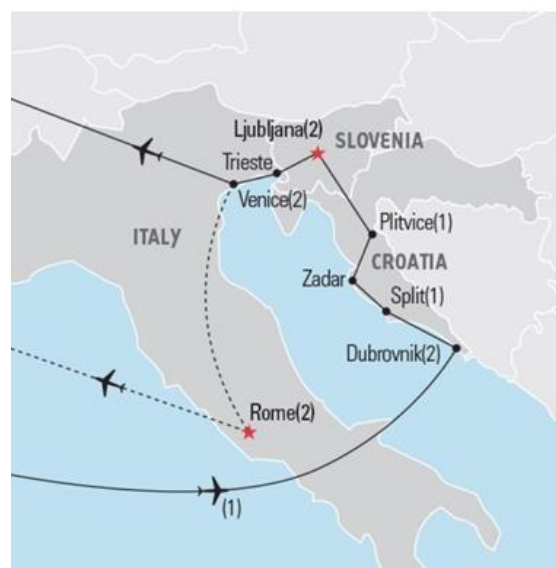 Ljubljana(2)
SLOVENIA
Trieste
Venice(2)
Plitvice(1)
ITALY
CROATIA
Zadar
Split(1)
Dubrovnik(2)
Rome(2)
(1)